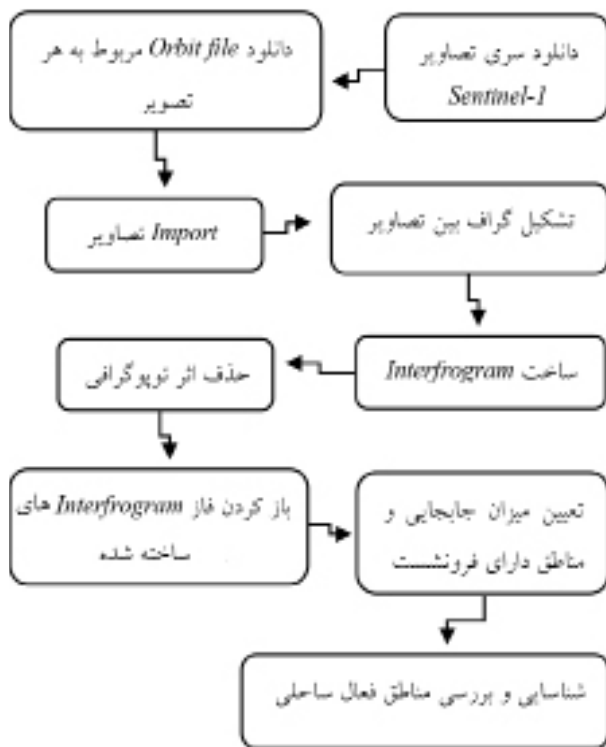 دانلود سری تصاویر
Sentinel-1
دانلود Orbit file مربوط به هر
تصویر
Import تصاویر
تشکیل گراف بین تصاویر
ساخت Interfrogram
حذف اثر توپوگرافی
باز کردن فاز Interfrogram های
ساخته شده
تعیین میزان جابجایی و
مناطق دارای فرونشست
شناسایی و بررسی مناطق فعال ساحلی